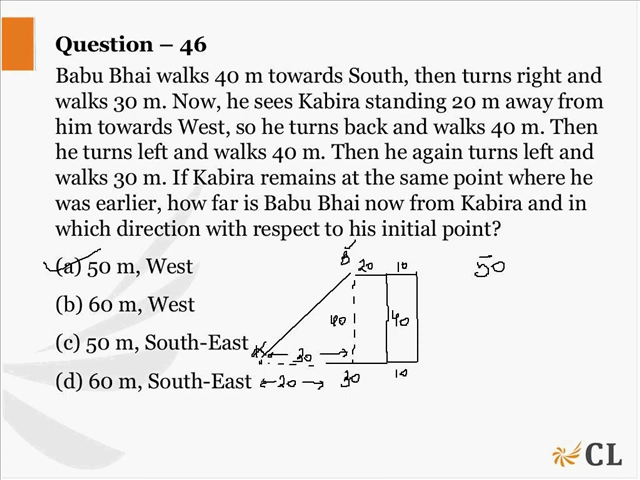 Question – 46
Babu Bhai walks 40 m towards South, then turns right and
walks 30 m. Now, he sees Kabira standing 20 m away from
him towards West, so he turns back and walks 40 m. Then
he turns left and walks 40 m. Then he again turns left and
walks 30 m. If Kabira remains at the same point where he
was earlier, how far is Babu Bhai now from Kabira and in
which direction with respect to his initial point?
(a) 50 m, West
B 20 10 50
(b) 60 m, West
40 40
(c) 50 m, South-East
K 30
(d) 60 m, South-East
20 30 10
CL